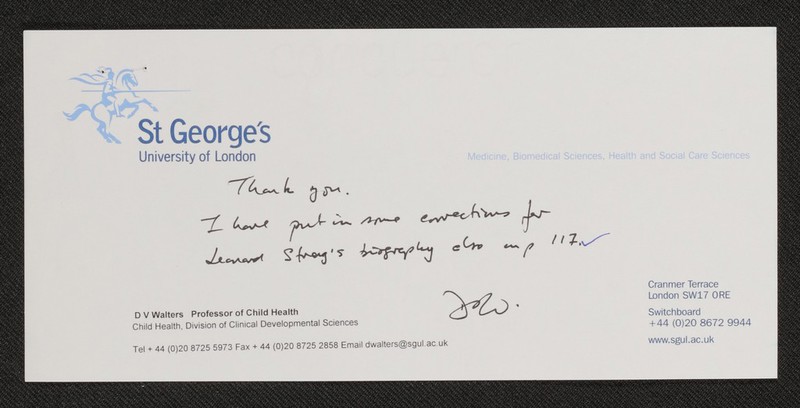 St George's
University of London
Medicine, Biomedical Sciences, Health and Social Care Sciences
Thank you.
I have put in some corrections for
Leonard Strang's biography also on p 117.
DVW.
Cranmer Terrace
London SW17 0RE
Switchboard
+44 (0)20 8672 9944
www.sgul.ac.uk
D V Walters Professor of Child Health
Child Health, Division of Clinical Developmental Sciences
Tel + 44 (0)20 8725 5973 Fax + 44 (0)20 8725 2858 Email dwalters@sgul.ac.uk